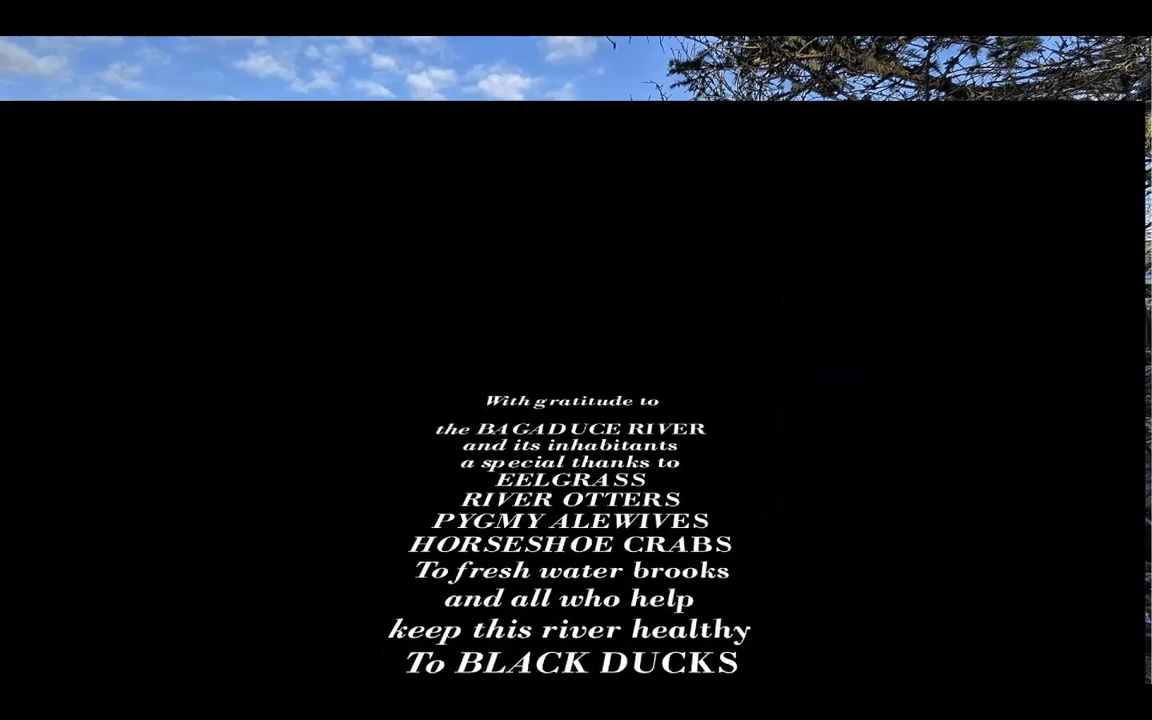 With gratitude to
the BAGADUCE RIVER
and its inhabitants
a special thanks to
EELGRASS
RIVER OTTERS
PYGMY ALEWIVES
HORSESHOE CRABS
To fresh water brooks
and all who help
keep this river healthy
To BLACK DUCKS